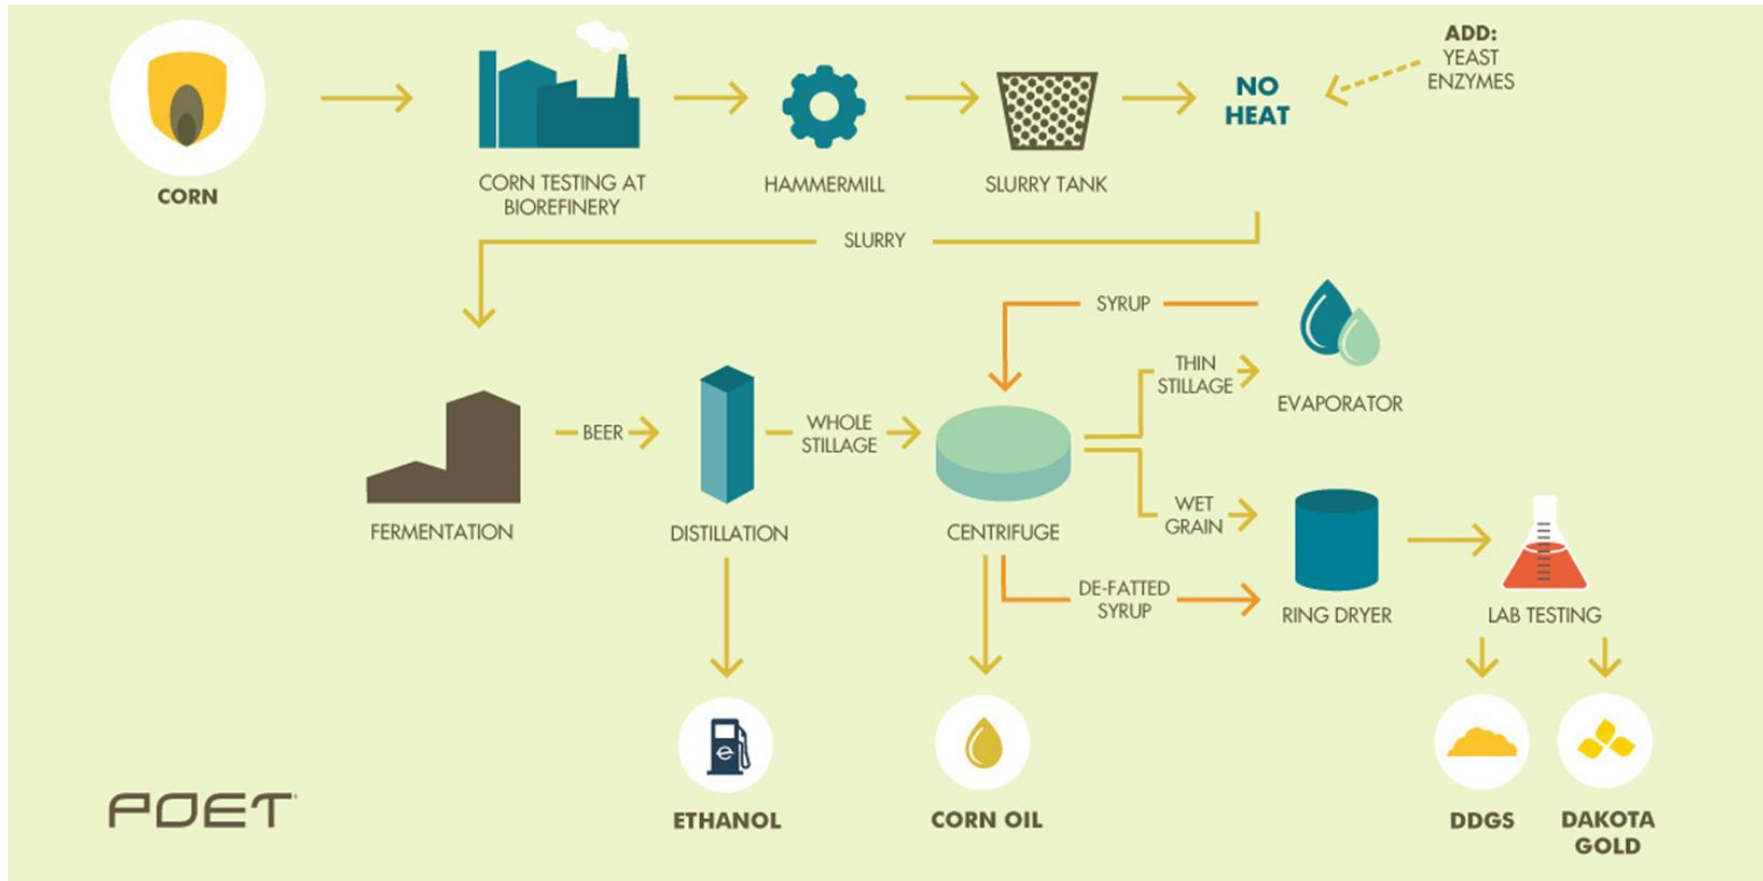 CORN
CORN TESTING AT
BIOREFINERY
HAMMERMILL
SLURRY TANK
NO
HEAT
ADD:
YEAST
ENZYMES
SLURRY
SYRUP
THIN
STILLAGE
EVAPORATOR
BEER
WHOLE
STILLAGE
FERMENTATION
DISTILLATION
CENTRIFUGE
WET
GRAIN
DE-FATTED
SYRUP
RING DRYER
LAB TESTING
e
ETHANOL
CORN OIL
DDGS
DAKOTA
GOLD
POET